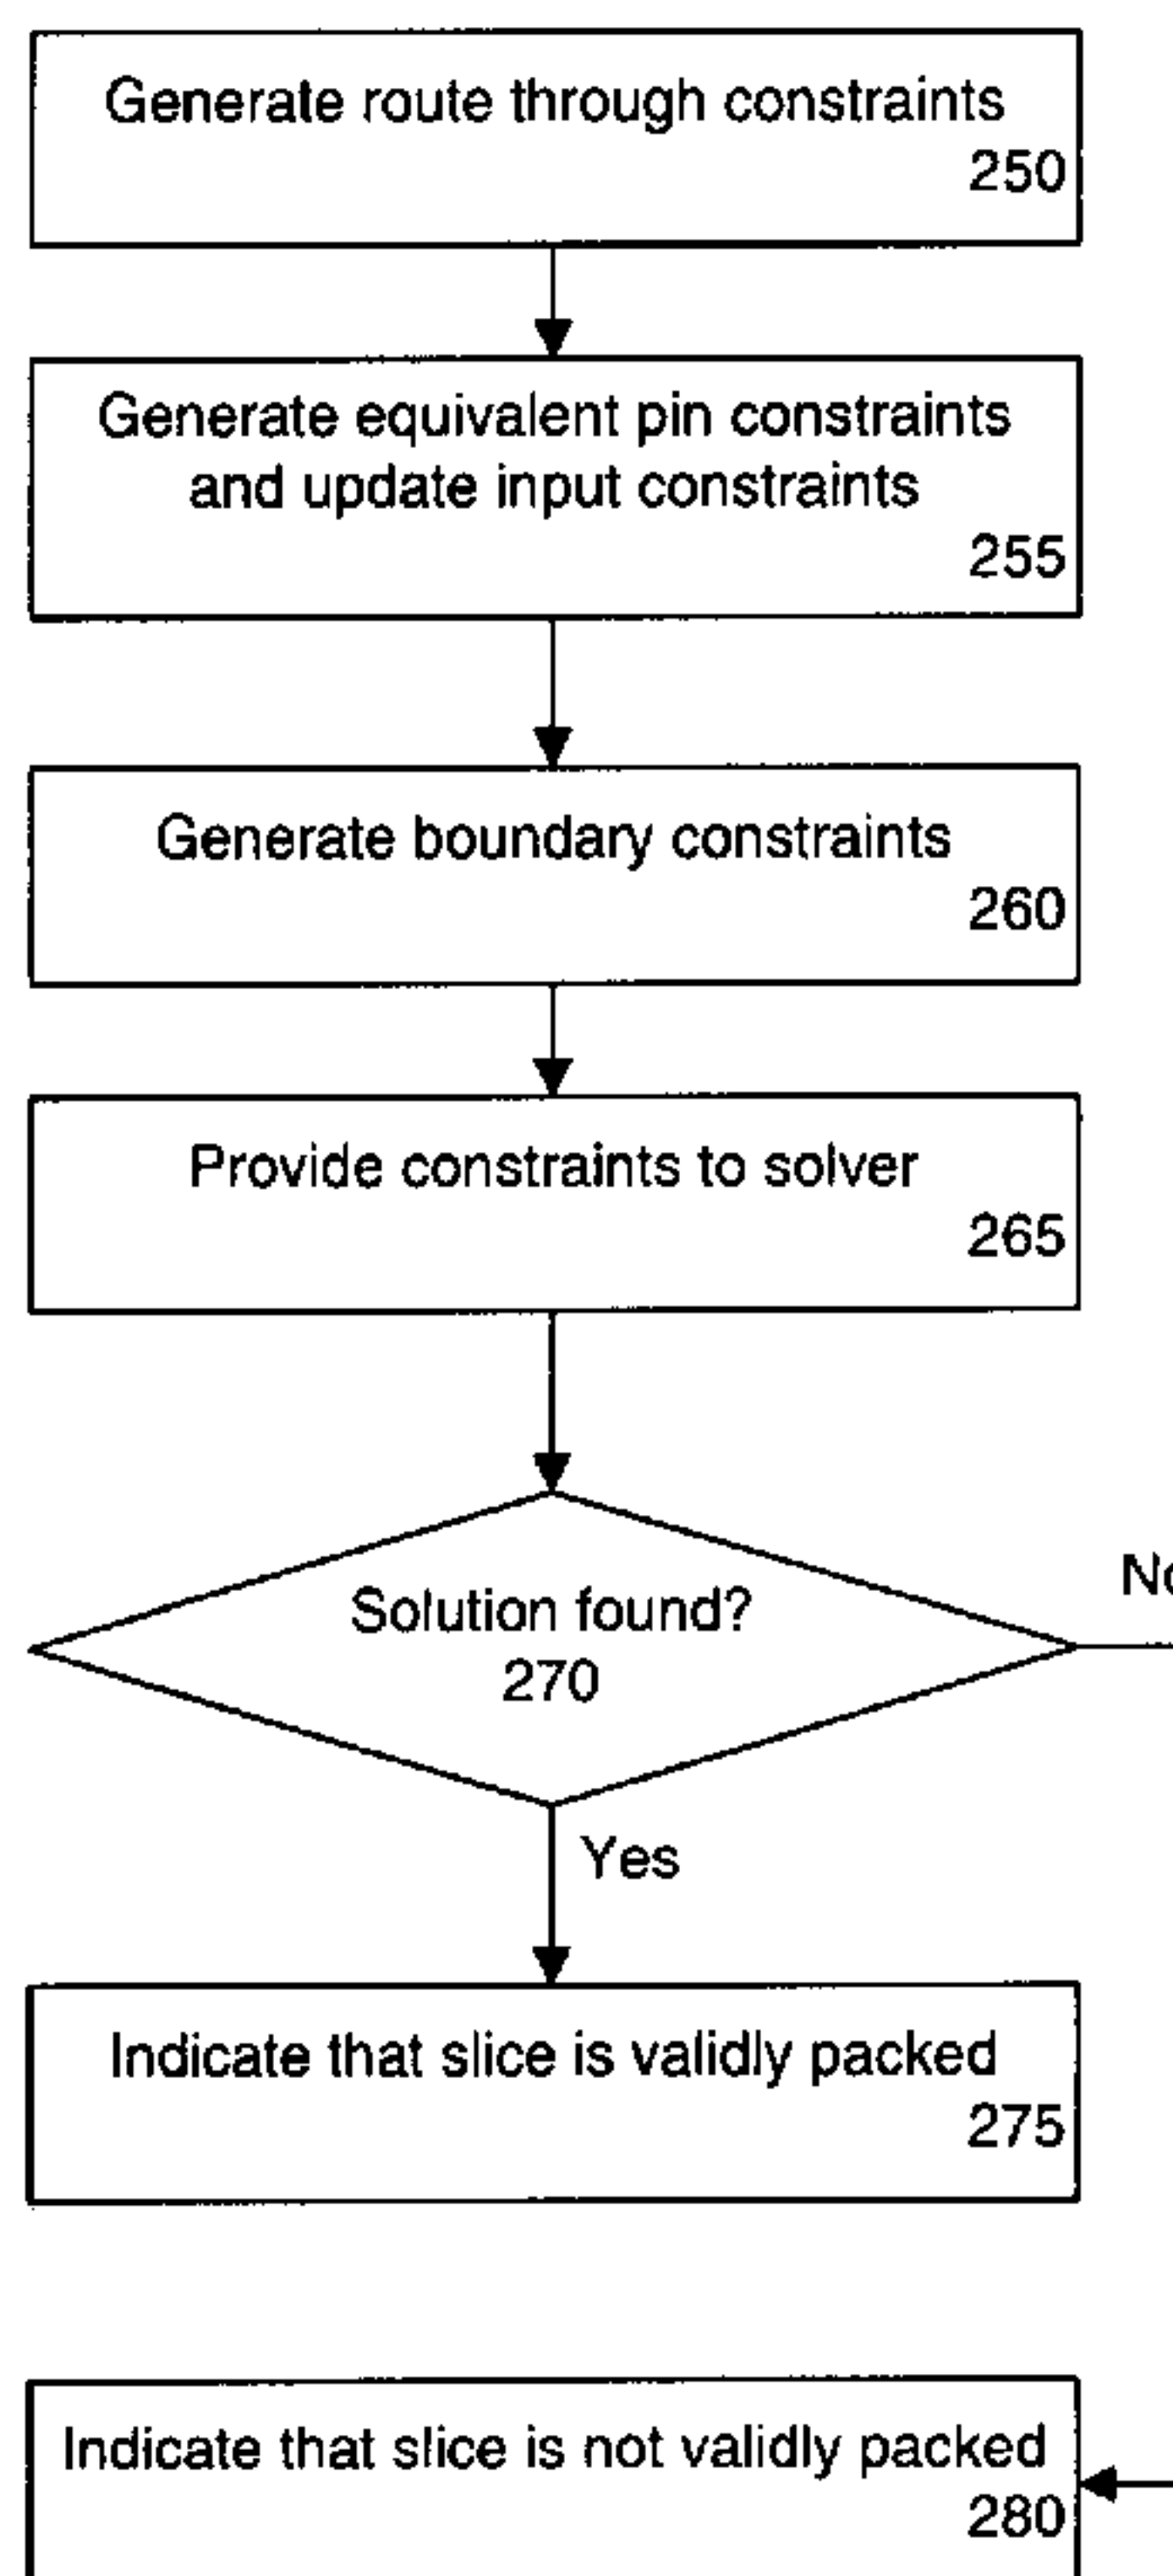 Generate route through constraints
250
Generate equivalent pin constraints
and update input constraints
255
Generate boundary constraints
260
Provide constraints to solver
265
Solution found?
270
No
Yes
Indicate that slice is validly packed
275
Indicate that slice is not validly packed
280